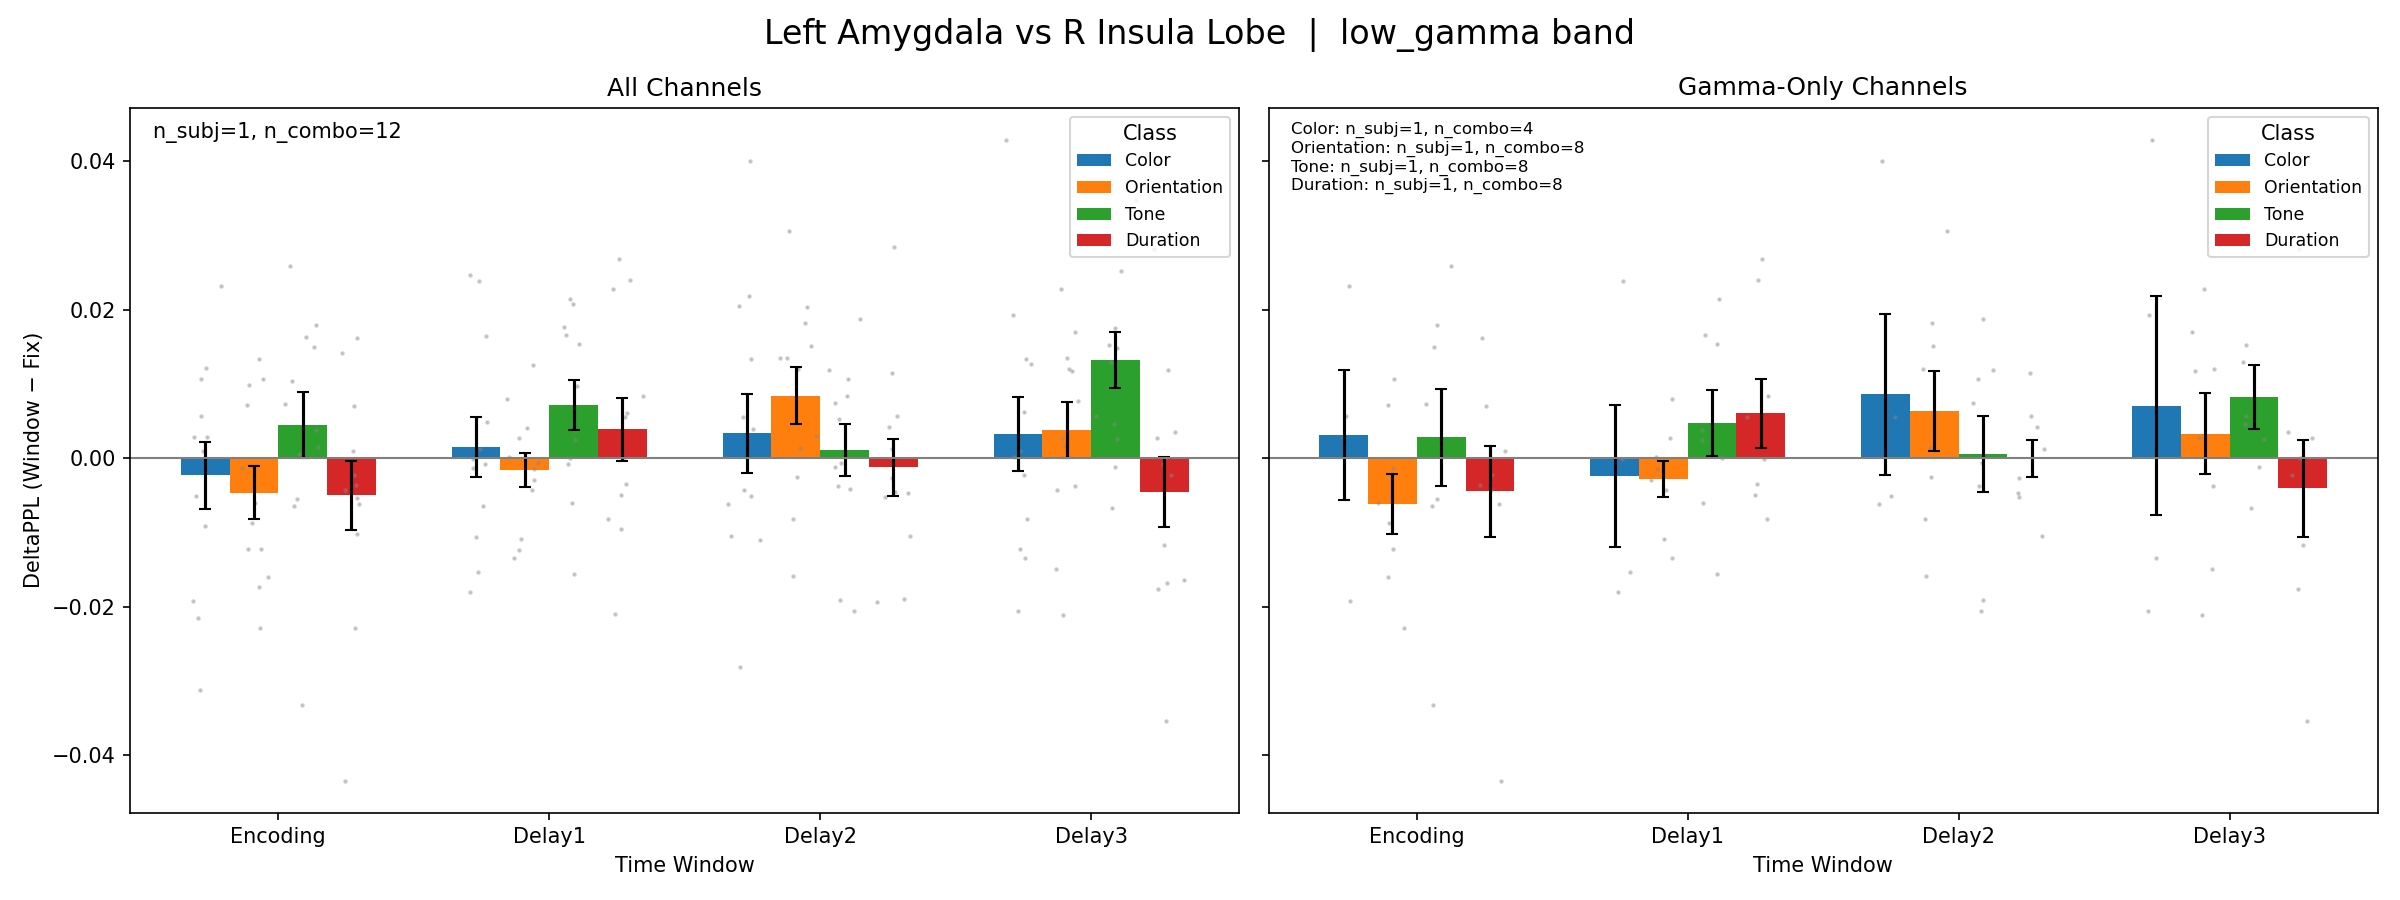 Left Amygdala vs R Insula Lobe | low_gamma band
All Channels
n_subj=1, n_combo=12
Class
Color
Orientation
Tone
Duration
0.04
0.02
0.00
−0.02
−0.04
DeltaPPL (Window − Fix)
Encoding
Delay1
Delay2
Delay3
Time Window
Gamma-Only Channels
Color: n_subj=1, n_combo=4
Orientation: n_subj=1, n_combo=8
Tone: n_subj=1, n_combo=8
Duration: n_subj=1, n_combo=8
Class
Color
Orientation
Tone
Duration
Encoding
Delay1
Delay2
Delay3
Time Window